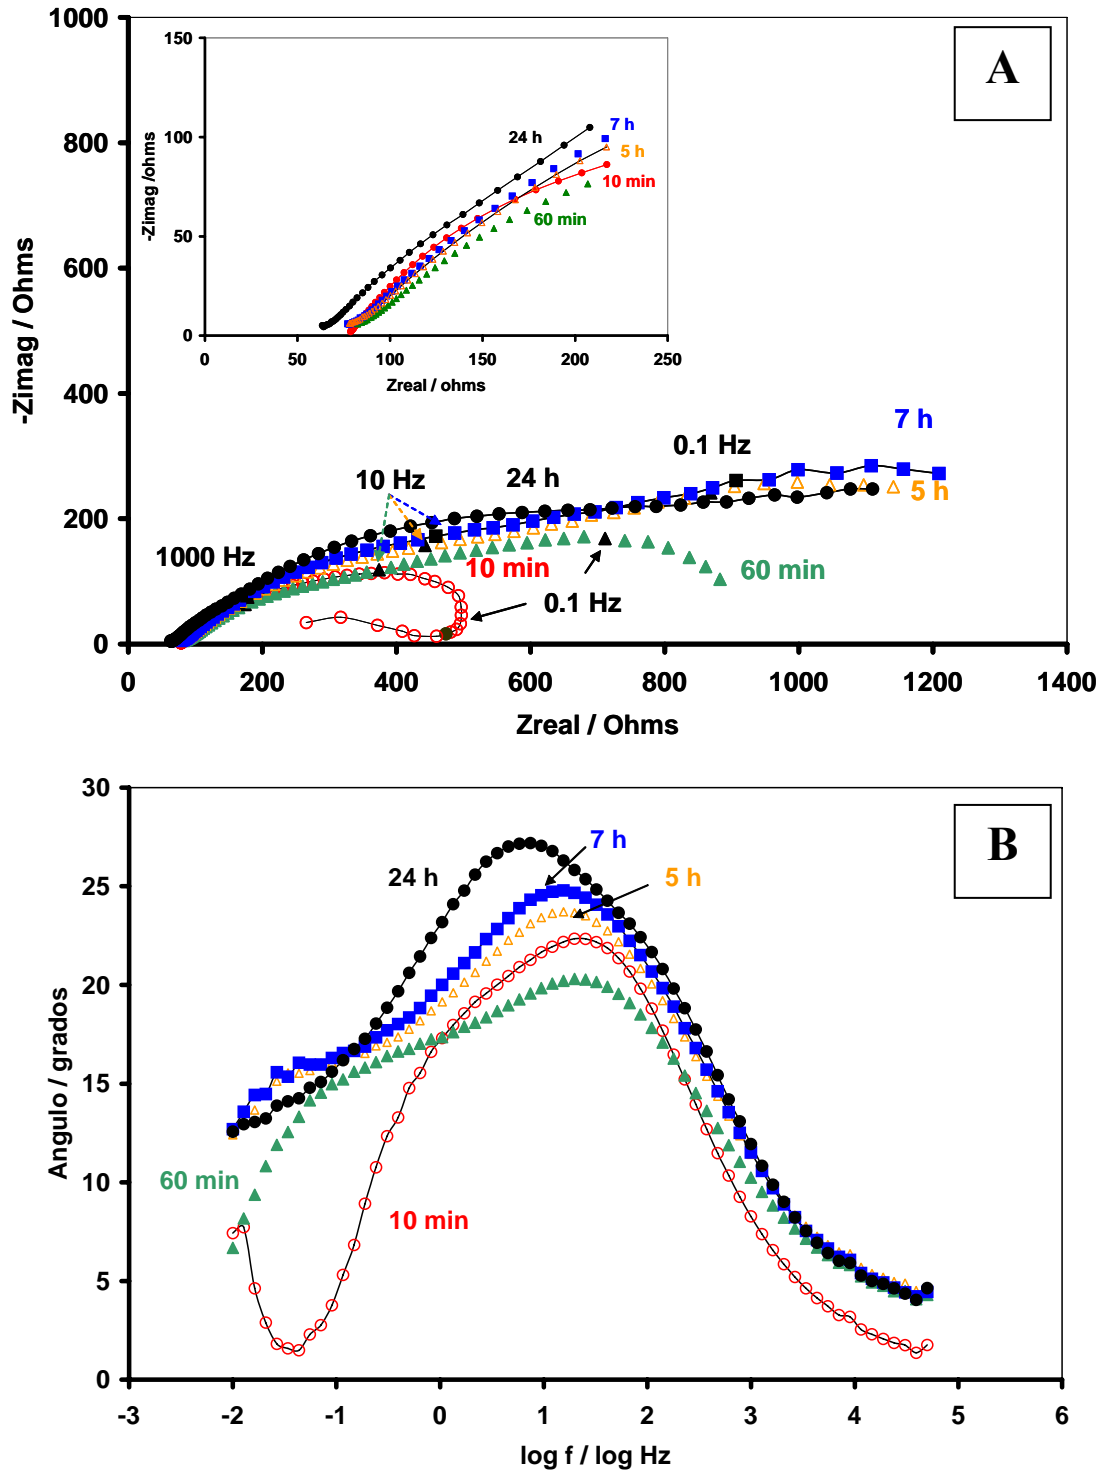 1000
A
150
24 h
7 h
5 h
100
-Zimag /ohms
10 min
60 min
50
0
0
50
100
150
200
250
Zreal / ohms
800
600
-Zimag / Ohms
400
7 h
0.1 Hz
10 Hz
24 h
5 h
200
1000 Hz
10 min
60 min
0.1 Hz
0
0
200
400
600
800
1000
1200
1400
Zreal / Ohms
30
B
7 h
24 h
5 h
25
20
Angulo / grados
15
60 min
10
10 min
5
0
-3
-2
-1
0
1
2
3
4
5
6
log f / log Hz